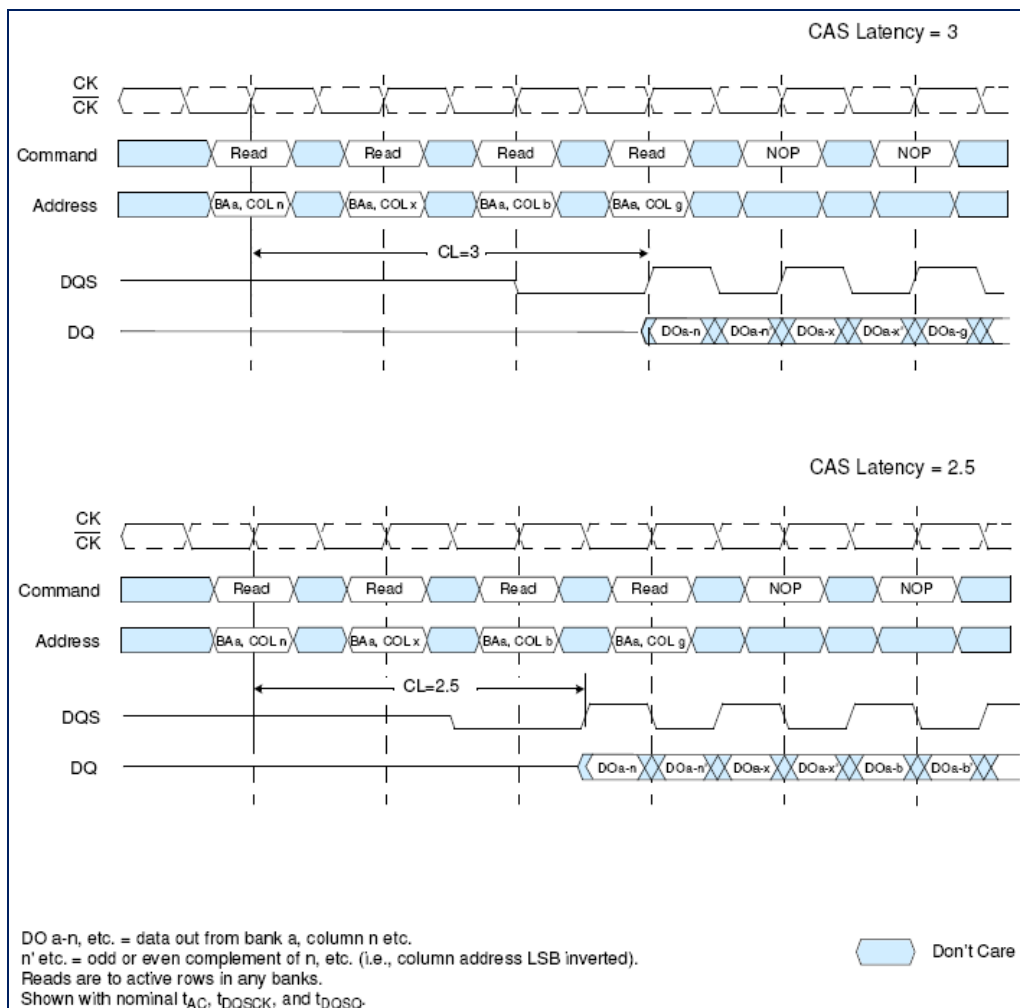 CAS Latency = 3
CK
CK
Command Read Read Read Read NOP NOP
Address BAa, COL n BAa, COL x BAa, COL b BAa, COL g
CL=3
DQS
DQ DOa-n DOa-n' DOa-x DOa-x' DOa-g
CAS Latency = 2.5
CK
CK
Command Read Read Read Read NOP NOP
Address BAa, COL n BAa, COL x BAa, COL b BAa, COL g
CL=2.5
DQS
DQ DOa-n DOa-n' DOa-x DOa-x' DOa-b DOa-b'
DO a-n, etc. = data out from bank a, column n etc.
n' etc. = odd or even complement of n, etc. (i.e., column address LSB inverted).
Reads are to active rows in any banks.
Shown with nominal tAC, tDQSCK, and tDQSQ.
Don't Care